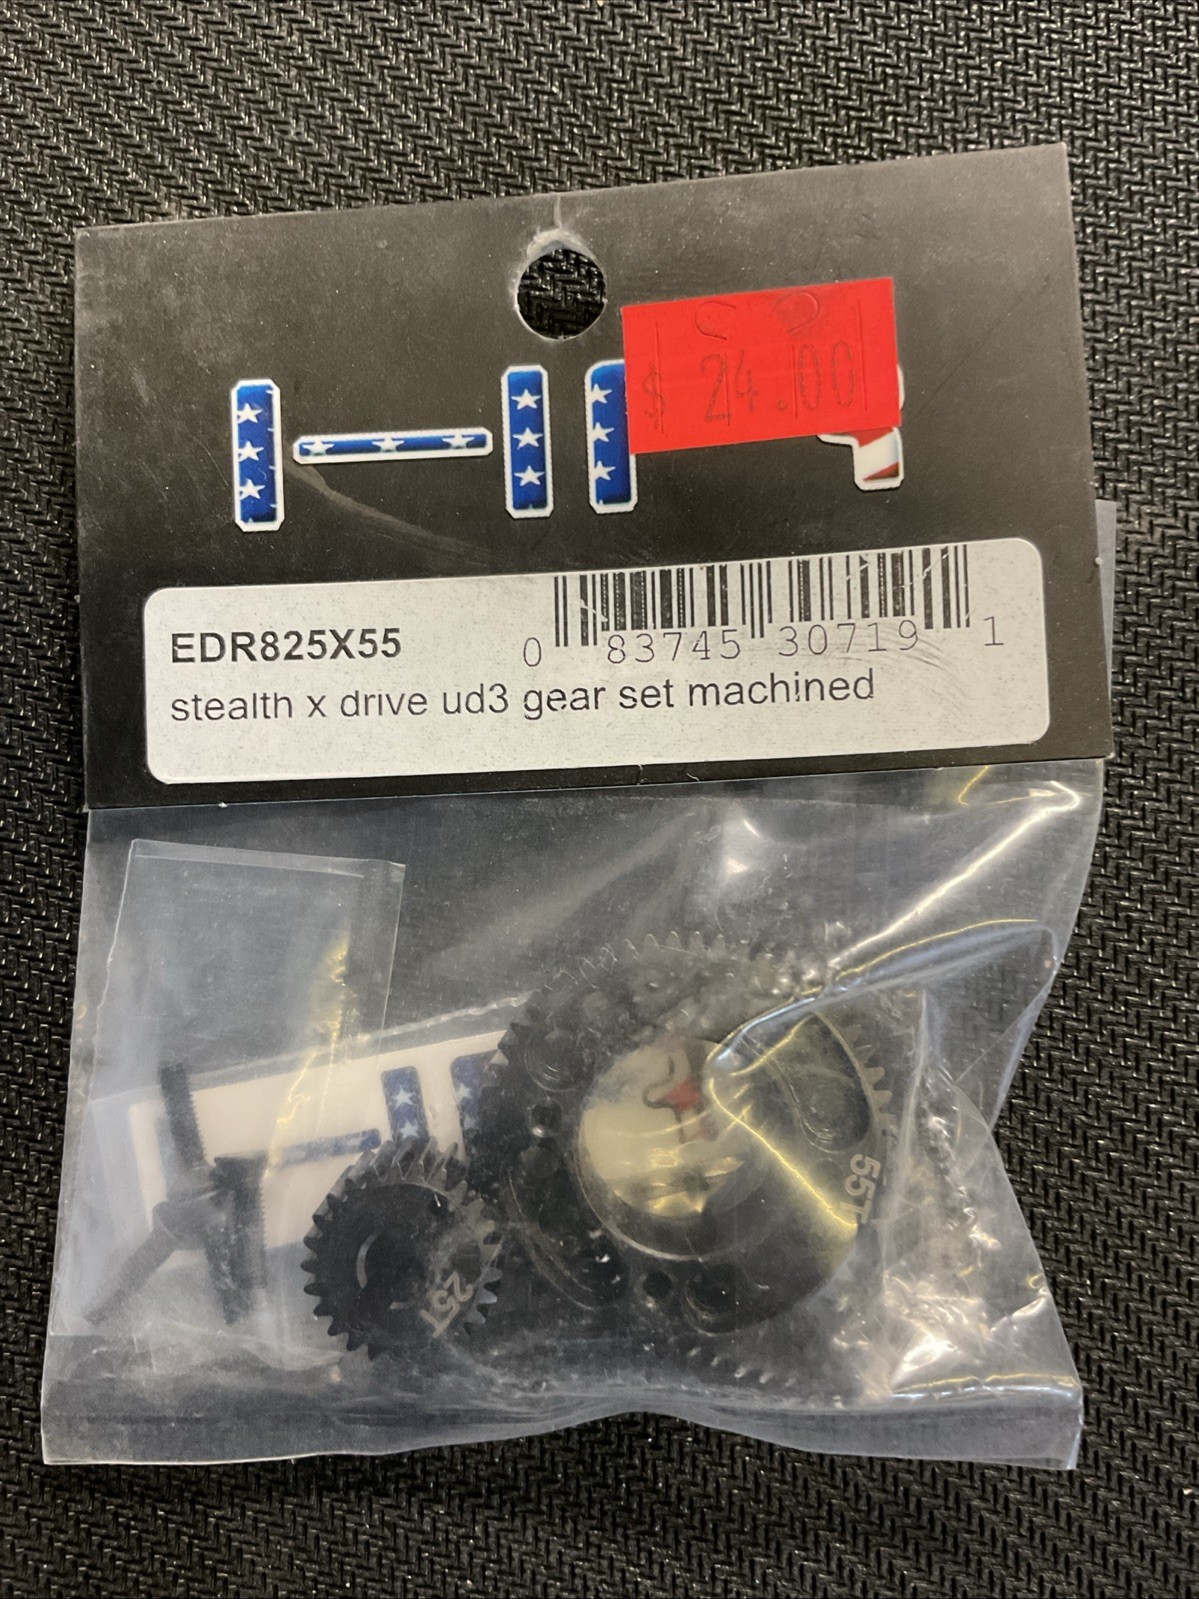 $ 24.00
EDR825X55
0 83745 30719 1
stealth x drive ud3 gear set machined
25T
55T